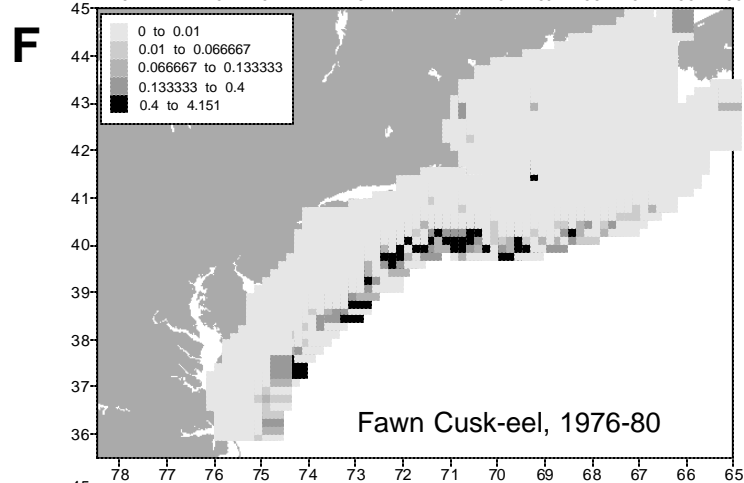 F
0 to 0.01
0.01 to 0.066667
0.066667 to 0.133333
0.133333 to 0.4
0.4 to 4.151
45
44
43
42
41
40
39
38
37
36
Fawn Cusk-eel, 1976-80
78 77 76 75 74 73 72 71 70 69 68 67 66 65